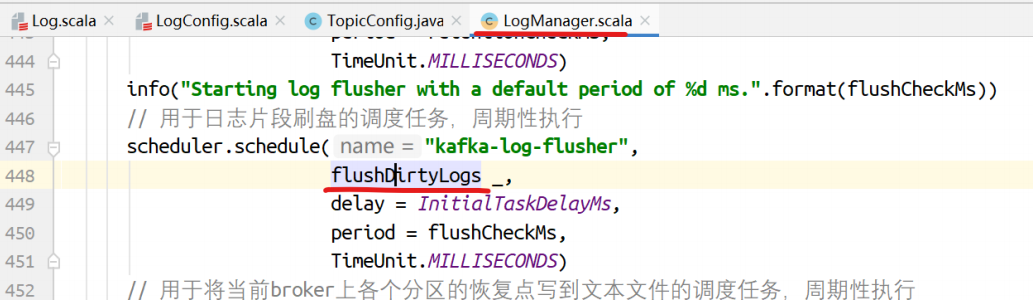 Log.scala LogConfig.scala TopicConfig.java LogManager.scala
444 TimeUnit.MILLISECONDS)
445 info("Starting log flusher with a default period of %d ms.".format(flushCheckMs))
446 // 用于日志片段刷盘的调度任务，周期性执行
447 scheduler.schedule( name = "kafka-log-flusher",
448 flushDirtyLogs _,
449 delay = InitialTaskDelayMs,
450 period = flushCheckMs,
451 TimeUnit.MILLISECONDS)
452 // 用于将当前broker上各个分区的恢复点写到文本文件的调度任务，周期性执行